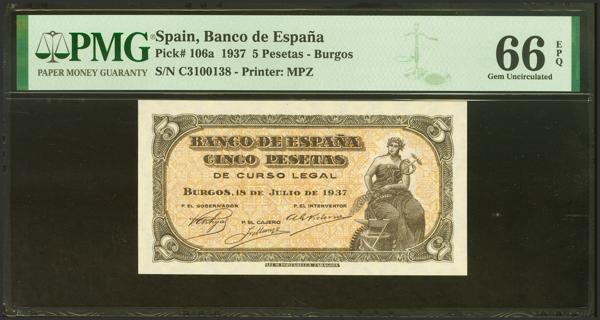 PMG
PAPER MONEY GUARANTY
Spain, Banco de España
Pick# 106a 1937 5 Pesetas - Burgos
S/N C3100138 - Printer: MPZ
66 EPQ
Gem Uncirculated
BANCO DE ESPAÑA
CINCO PESETAS
DE CURSO LEGAL
BURGOS, 18 DE JULIO DE 1937
P. EL GOBERNADOR P. EL INTERVENTOR
P. EL CAJERO
5 5
5 5